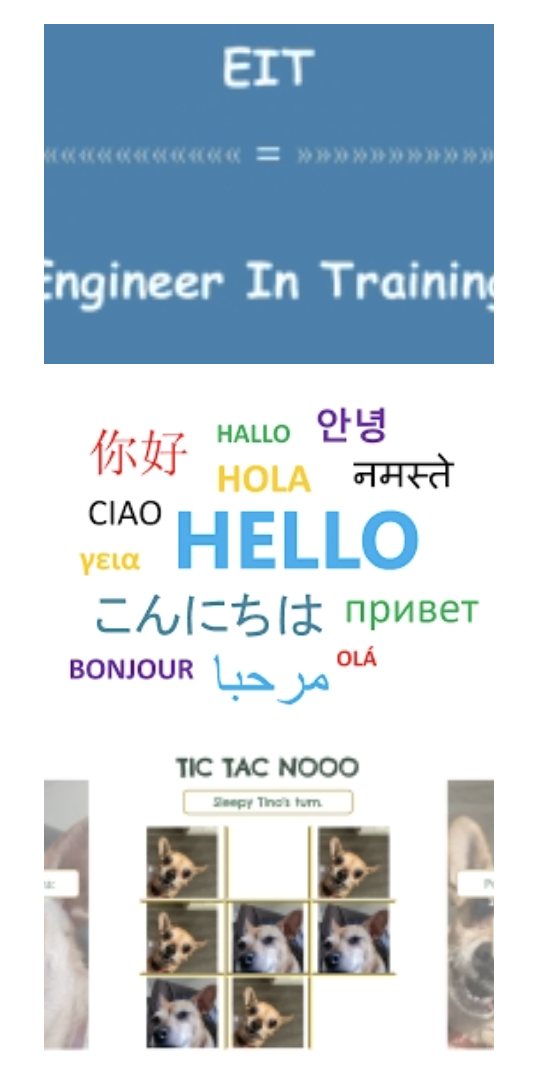 EIT
«««««««««««« = »»»»»»»»»»»»
Engineer In Training
你好 HALLO 안녕
HOLA नमस्ते
CIAO HELLO
γεια
こんにちは привет
BONJOUR مرحبا OLÁ
TIC TAC NOOO
Sleepy Tino's turn.